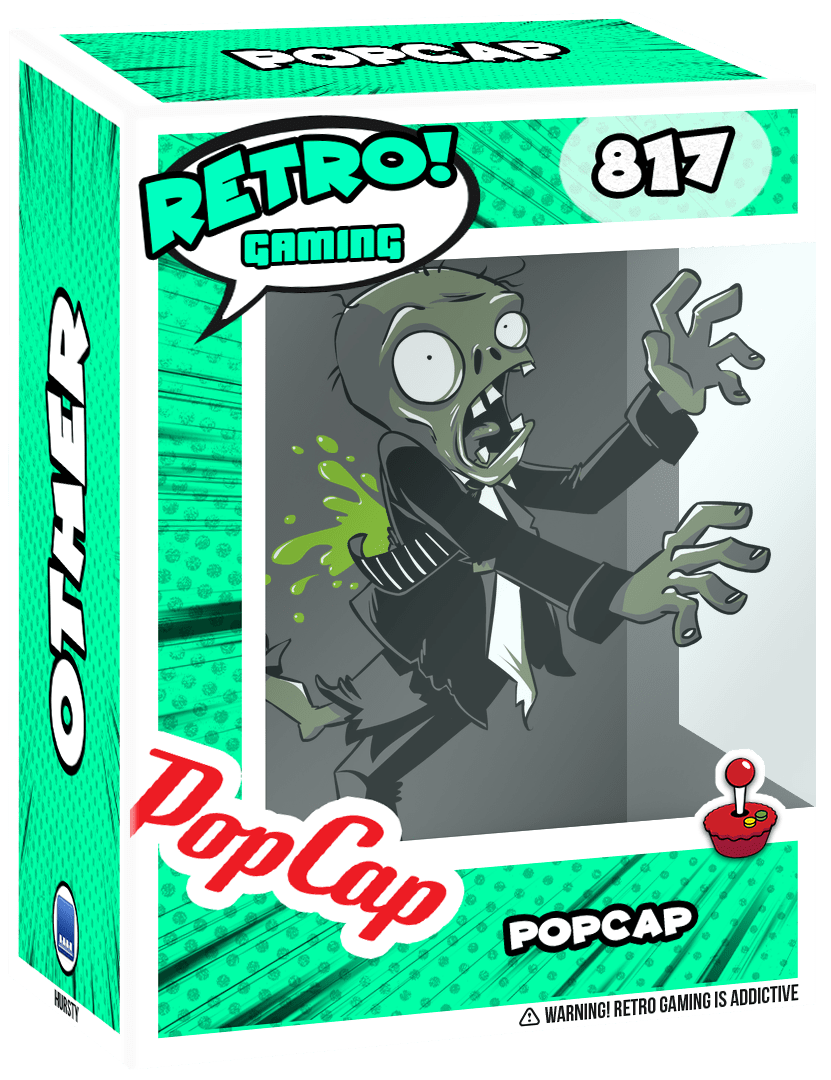 POPCAP
RETRO!
GAMING
817
OTHER
PopCap
POPCAP
HURSTY
WARNING! RETRO GAMING IS ADDICTIVE